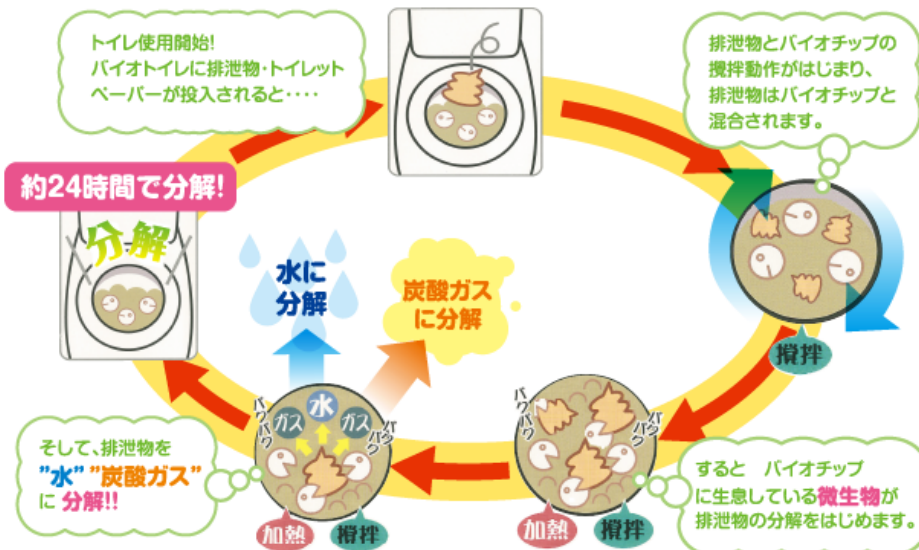 トイレ使用開始!
バイオトイレに排泄物・トイレット
ペーパーが投入されると‥‥
排泄物とバイオチップの
攪拌動作がはじまり、
排泄物はバイオチップと
混合されます。
攪拌
すると　バイオチップ
に生息している微生物が
排泄物の分解をはじめます。
パクパク
パクパク
加熱
攪拌
水に
分解
炭酸ガス
に分解
水
ガス
ガス
パクパク
パクパク
加熱
攪拌
そして、排泄物を
"水" "炭酸ガス"
に 分解!!
約24時間で分解!
分解